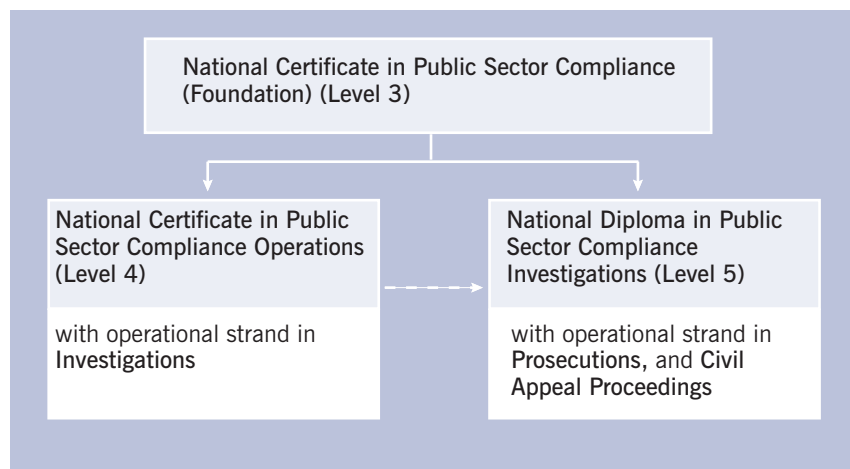 National Certificate in Public Sector Compliance
(Foundation) (Level 3)
National Certificate in Public
Sector Compliance Operations
(Level 4)
with operational strand in
Investigations
National Diploma in Public
Sector Compliance
Investigations (Level 5)
with operational strand in
Prosecutions, and Civil
Appeal Proceedings